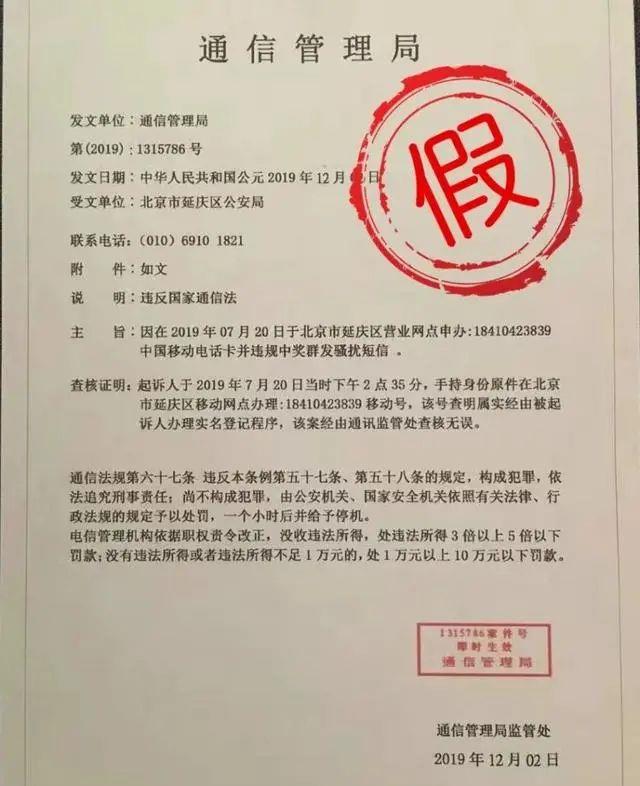 通信管理局
假
发文单位：通信管理局
第(2019)：1315786 号
发文日期：中华人民共和国公元 2019 年 12 月 日
受文单位：北京市延庆区公安局
联系电话：(010) 6910 1821
附 件：如文
说 明：违反国家通信法
主 旨：因在 2019 年 07 月 20 日于北京市延庆区营业网点申办:18410423839
中国移动电话卡并违规中奖群发骚扰短信 。
查核证明：起诉人于 2019 年 7 月 20 日当时下午 2 点 35 分，手持身份原件在北京
市延庆区移动网点办理:18410423839 移动号，该号查明属实经由被起
诉人办理实名登记程序，该案经由通讯监管处查核无误。
通信法规第六十七条 违反本条例第五十七条、第五十八条的规定，构成犯罪，依
法追究刑事责任；尚不构成犯罪，由公安机关、国家安全机关依照有关法律、行
政法规的规定予以处罚，一个小时后并给予停机。
电信管理机构依据职权责令改正，没收违法所得，处违法所得 3 倍以上 5 倍以下
罚款；没有违法所得或者违法所得不足 1 万元的，处 1 万元以上 10 万元以下罚款。
1315786案件号
即时生效
通信管理局
通信管理局监管处
2019 年 12 月 02 日